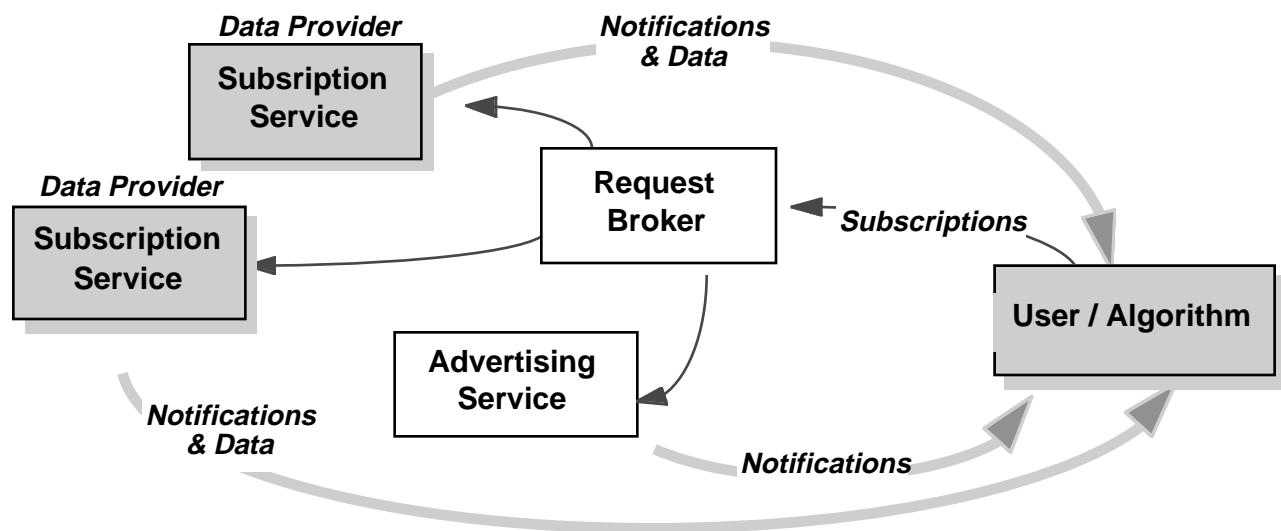 Data Provider
Subsription
Service
Notifications
& Data
Data Provider
Subscription
Service
Request
Broker
Subscriptions
User / Algorithm
Advertising
Service
Notifications
& Data
Notifications